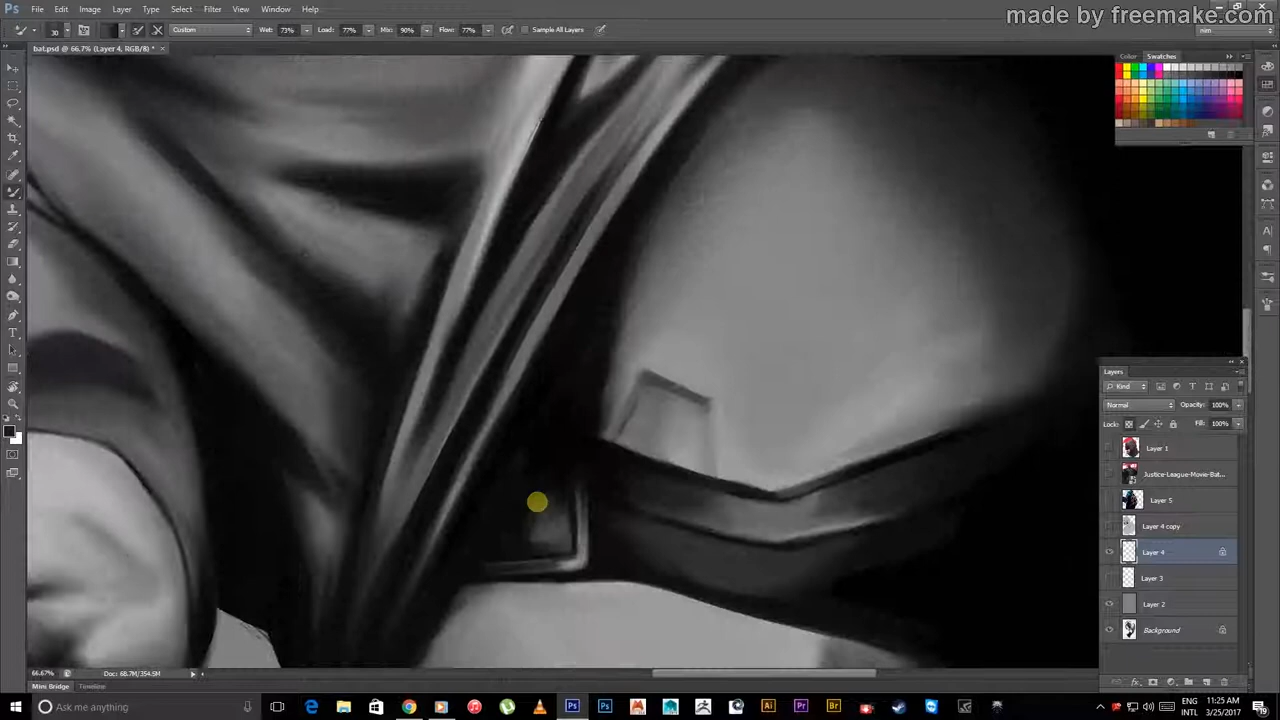 made by freemake.com
Ps File Edit Image Layer Type Select Filter 3D View Window Help
30 Custom Wet: 73% Load: 77% Mix: 90% Flow: 77% Sample All Layers
bat.psd @ 66.7% (Layer 4, RGB/8) *
Color Swatches
Layers
Kind
Normal Opacity: 100%
Lock: Fill: 100%
Layer 1
Justice-League-Movie-Bat...
Layer 5
Layer 4 copy
Layer 4
Layer 3
Layer 2
Background
66.67% Doc: 68.7M/354.5M
Mini Bridge Timeline
Ask me anything
ENG 11:25 AM
INTL 3/25/2017